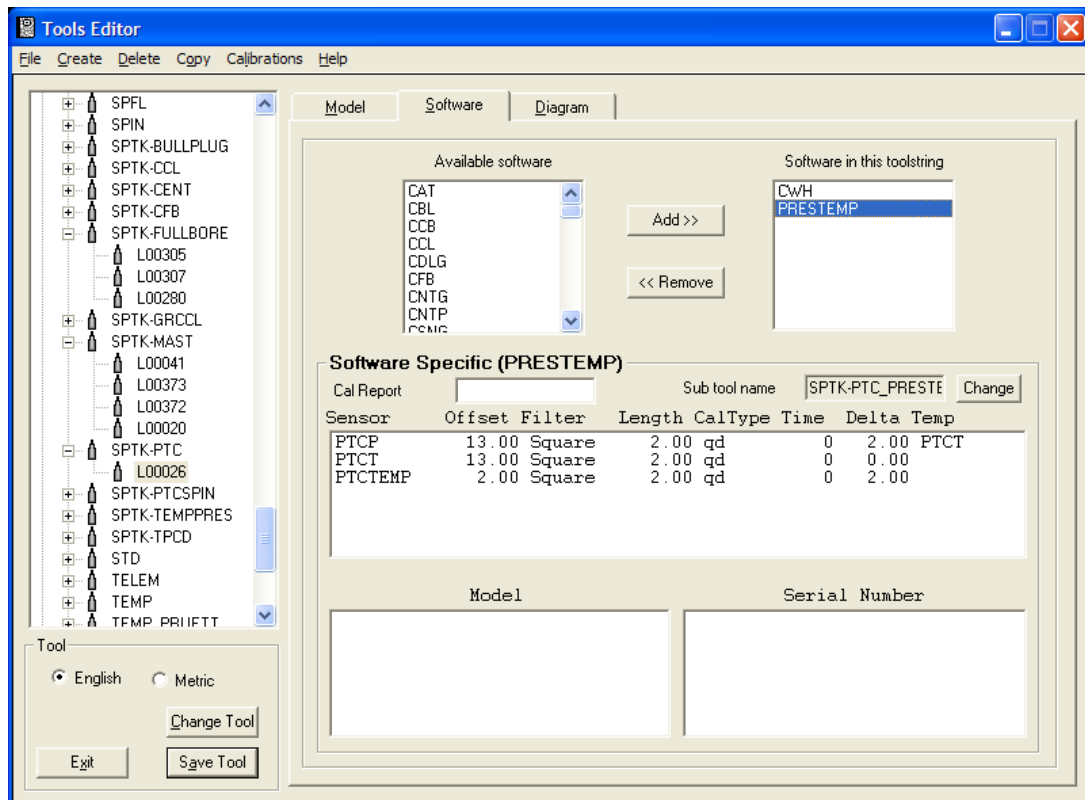 Tools Editor
File Create Delete Copy Calibrations Help
SPFL
SPIN
SPTK-BULLPLUG
SPTK-CCL
SPTK-CENT
SPTK-CFB
SPTK-FULLBORE
L00305
L00307
L00280
SPTK-GRCCL
SPTK-MAST
L00041
L00373
L00372
L00020
SPTK-PTC
L00026
SPTK-PTCSPIN
SPTK-TEMPPRES
SPTK-TPCD
STD
TELEM
TEMP
TEMP_PRUETT
Tool
English Metric
Change Tool
Exit Save Tool
Model Software Diagram
Available software
CAT
CBL
CCB
CCL
CDLG
CFB
CNTG
CNTP
CSNG
Add >>
<< Remove
Software in this toolstring
CWH
PRESTEMP
Software Specific (PRESTEMP)
Cal Report Sub tool name SPTK-PTC_PRESTE Change
Sensor Offset Filter Length CalType Time Delta Temp
PTCP 13.00 Square 2.00 qd 0 2.00 PTCT
PTCT 13.00 Square 2.00 qd 0 0.00
PTCTEMP 2.00 Square 2.00 qd 0 2.00
Model Serial Number